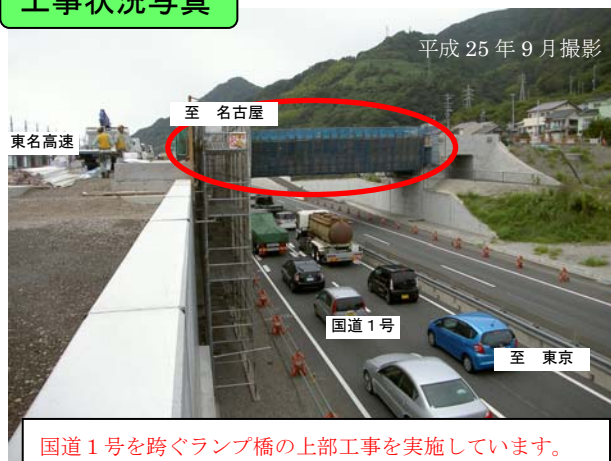 工事状況写真
平成 25 年 9 月撮影
至　名古屋
東名高速
国道１号
至　東京
国道１号を跨ぐランプ橋の上部工事を実施しています。